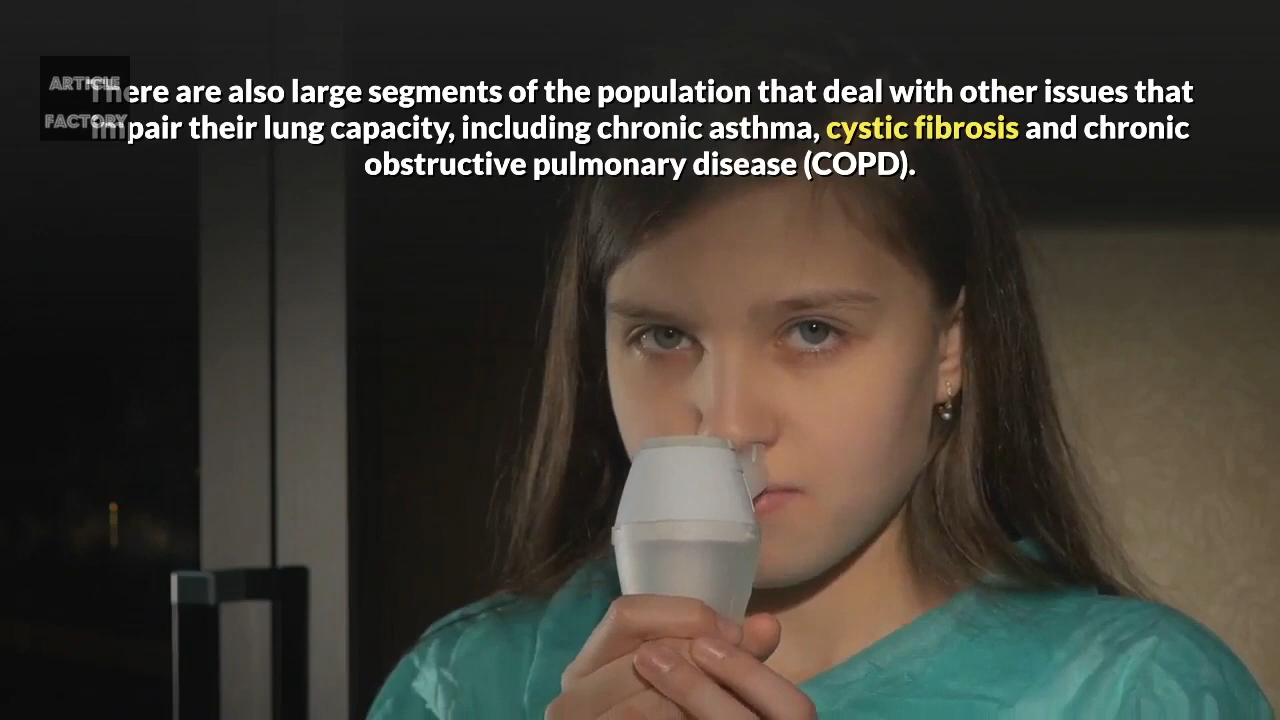 ARTICLE
FACTORY
There are also large segments of the population that deal with other issues that
impair their lung capacity, including chronic asthma, cystic fibrosis and chronic
obstructive pulmonary disease (COPD).